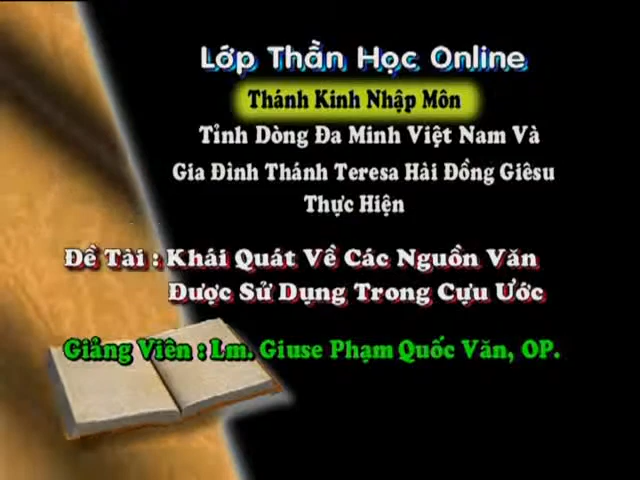 Lớp Thần Học Online
Thánh Kinh Nhập Môn
Tỉnh Dòng Đa Minh Việt Nam Và
Gia Đình Thánh Teresa Hài Đồng Giêsu
Thực Hiện
Đề Tài : Khái Quát Về Các Nguồn Văn
Được Sử Dụng Trong Cựu Ước
Giảng Viên : Lm. Giuse Phạm Quốc Văn, OP.